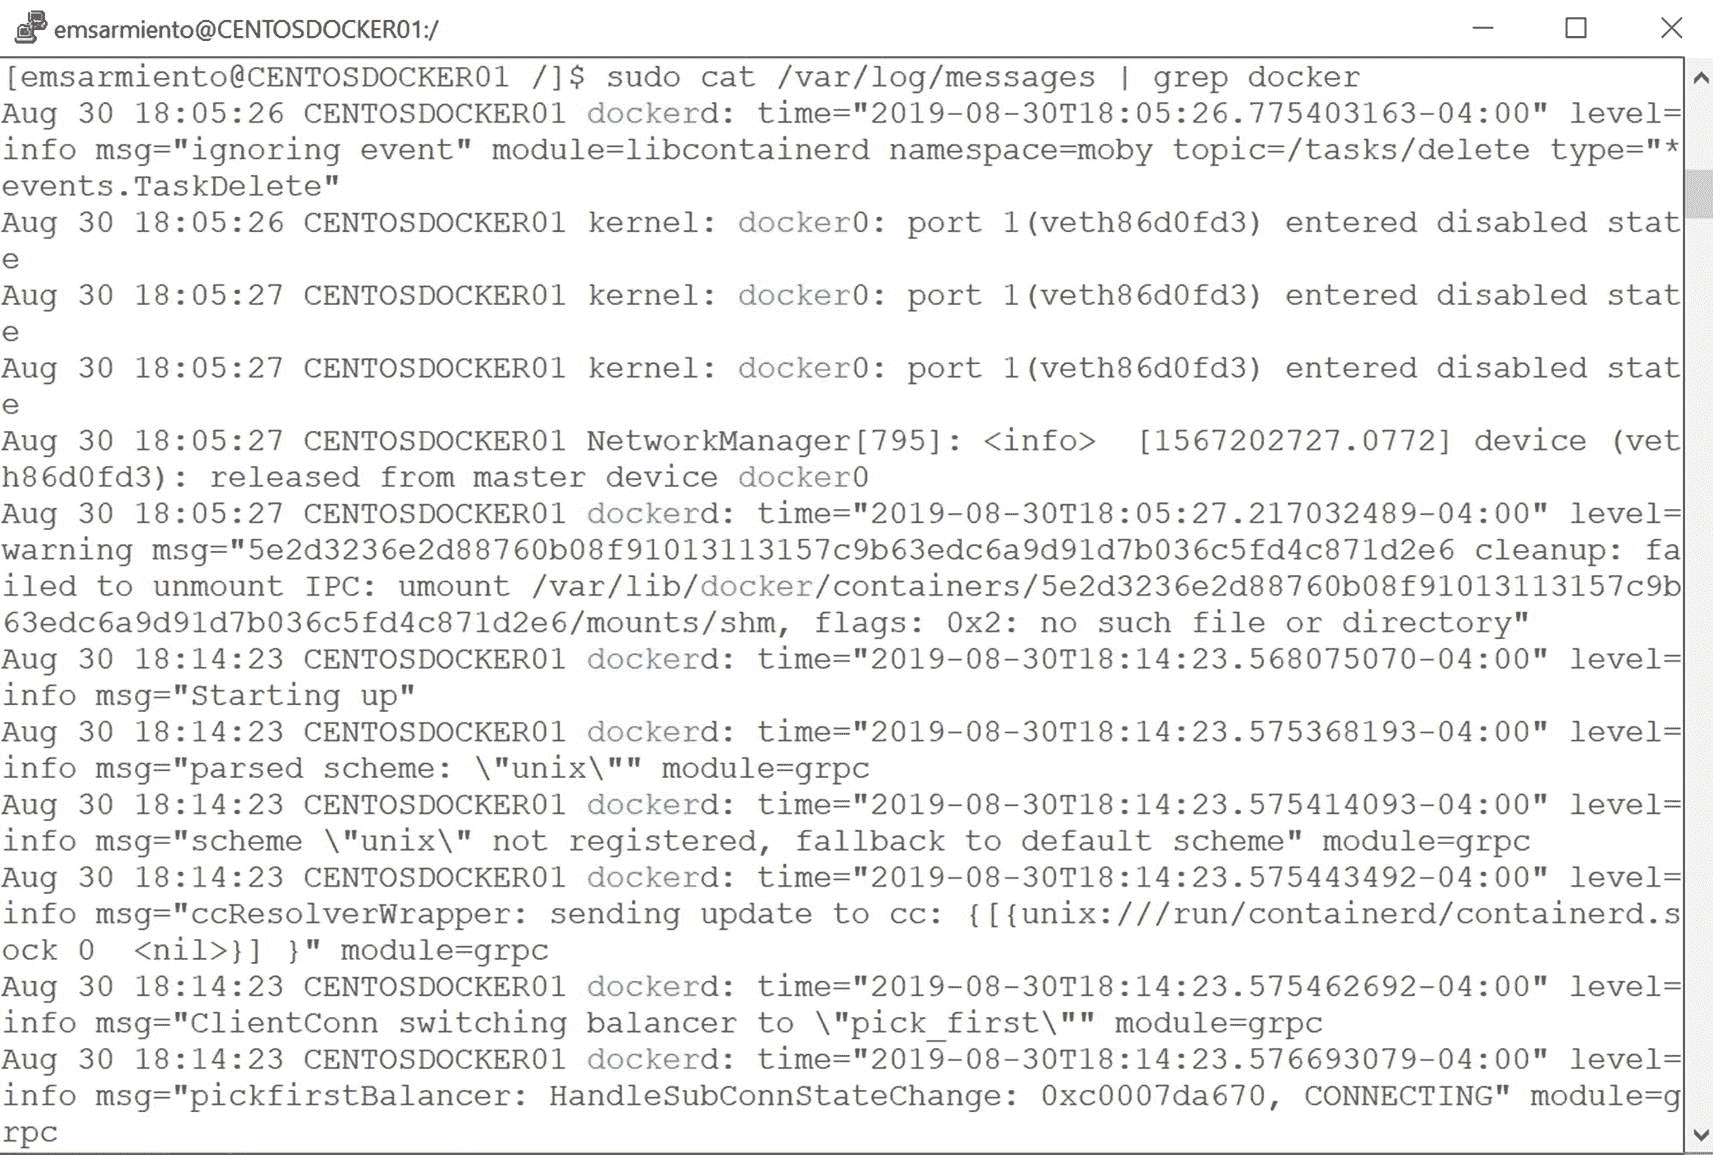 emsarmiento@CENTOSDOCKER01:/
[emsarmiento@CENTOSDOCKER01 /]$ sudo cat /var/log/messages | grep docker
Aug 30 18:05:26 CENTOSDOCKER01 dockerd: time="2019-08-30T18:05:26.775403163-04:00" level=
info msg="ignoring event" module=libcontainerd namespace=moby topic=/tasks/delete type="*
events.TaskDelete"
Aug 30 18:05:26 CENTOSDOCKER01 kernel: docker0: port 1(veth86d0fd3) entered disabled stat
e
Aug 30 18:05:27 CENTOSDOCKER01 kernel: docker0: port 1(veth86d0fd3) entered disabled stat
e
Aug 30 18:05:27 CENTOSDOCKER01 kernel: docker0: port 1(veth86d0fd3) entered disabled stat
e
Aug 30 18:05:27 CENTOSDOCKER01 NetworkManager[795]: <info>  [1567202727.0772] device (vet
h86d0fd3): released from master device docker0
Aug 30 18:05:27 CENTOSDOCKER01 dockerd: time="2019-08-30T18:05:27.217032489-04:00" level=
warning msg="5e2d3236e2d88760b08f91013113157c9b63edc6a9d91d7b036c5fd4c871d2e6 cleanup: fa
iled to unmount IPC: umount /var/lib/docker/containers/5e2d3236e2d88760b08f91013113157c9b
63edc6a9d91d7b036c5fd4c871d2e6/mounts/shm, flags: 0x2: no such file or directory"
Aug 30 18:14:23 CENTOSDOCKER01 dockerd: time="2019-08-30T18:14:23.568075070-04:00" level=
info msg="Starting up"
Aug 30 18:14:23 CENTOSDOCKER01 dockerd: time="2019-08-30T18:14:23.575368193-04:00" level=
info msg="parsed scheme: \"unix\"" module=grpc
Aug 30 18:14:23 CENTOSDOCKER01 dockerd: time="2019-08-30T18:14:23.575414093-04:00" level=
info msg="scheme \"unix\" not registered, fallback to default scheme" module=grpc
Aug 30 18:14:23 CENTOSDOCKER01 dockerd: time="2019-08-30T18:14:23.575443492-04:00" level=
info msg="ccResolverWrapper: sending update to cc: {[{unix:///run/containerd/containerd.s
ock 0  <nil>}] }" module=grpc
Aug 30 18:14:23 CENTOSDOCKER01 dockerd: time="2019-08-30T18:14:23.575462692-04:00" level=
info msg="ClientConn switching balancer to \"pick_first\"" module=grpc
Aug 30 18:14:23 CENTOSDOCKER01 dockerd: time="2019-08-30T18:14:23.576693079-04:00" level=
info msg="pickfirstBalancer: HandleSubConnStateChange: 0xc0007da670, CONNECTING" module=g
rpc